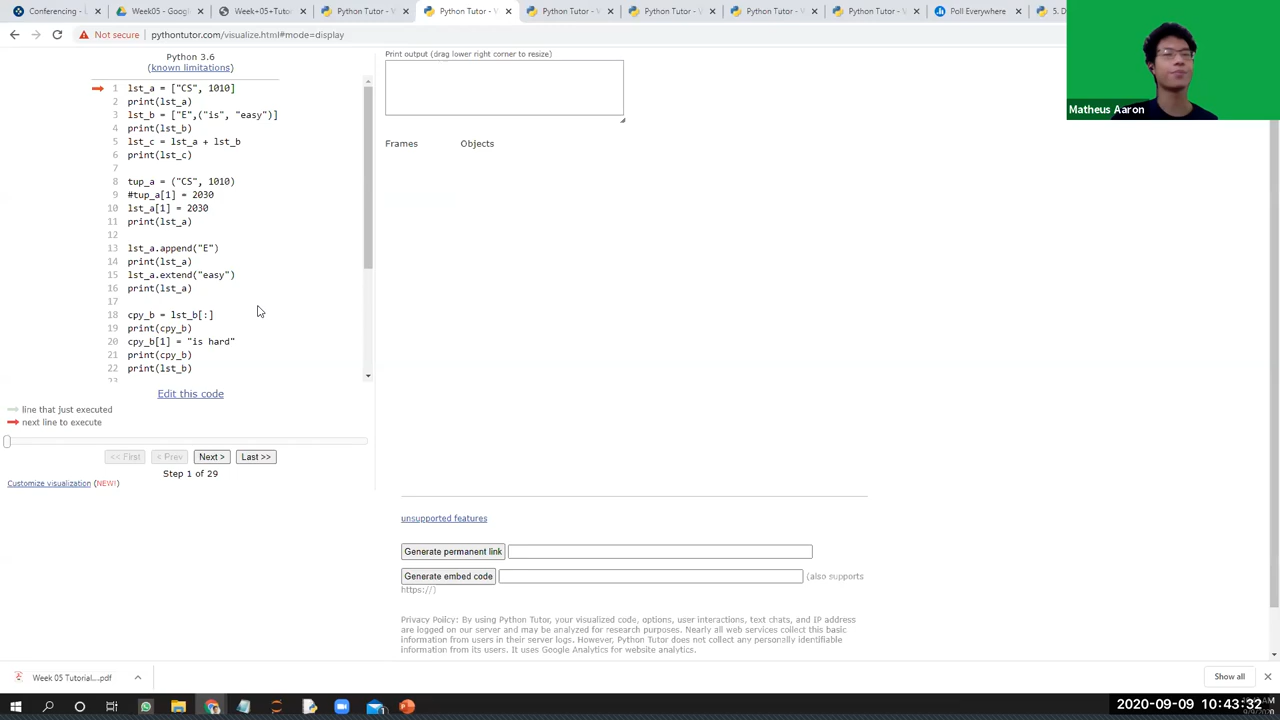 Conferencing -
Week05 - Google
Week+05+Tutori
Python Tutor - V
Python Tutor - V
Python Tutor - V
Python Tutor - V
Python Tutor - V
Python Tutor - V
Python Tutor - V
Poll Everywhere
5. D
Not secure
pythontutor.com/visualize.html#mode=display
Matheus Aaron
Python 3.6
(known limitations)
1 lst_a = ["CS", 1010]
2 print(lst_a)
3 lst_b = ["E",("is", "easy")]
4 print(lst_b)
5 lst_c = lst_a + lst_b
6 print(lst_c)
7
8 tup_a = ("CS", 1010)
9 #tup_a[1] = 2030
10 lst_a[1] = 2030
11 print(lst_a)
12
13 lst_a.append("E")
14 print(lst_a)
15 lst_a.extend("easy")
16 print(lst_a)
17
18 cpy_b = lst_b[:]
19 print(cpy_b)
20 cpy_b[1] = "is hard"
21 print(cpy_b)
22 print(lst_b)
23
Edit this code
line that just executed
next line to execute
<< First
< Prev
Next >
Last >>
Step 1 of 29
Customize visualization (NEW!)
Print output (drag lower right corner to resize)
Frames
Objects
unsupported features
Generate permanent link
Generate embed code
(also supports
https://)
Privacy Policy: By using Python Tutor, your visualized code, options, user interactions, text chats, and IP address
are logged on our server and may be analyzed for research purposes. Nearly all web services collect this basic
information from users in their server logs. However, Python Tutor does not collect any personally identifiable
information from its users. It uses Google Analytics for website analytics.
Week 05 Tutorial....pdf
Show all
2020-09-09 10:43:32